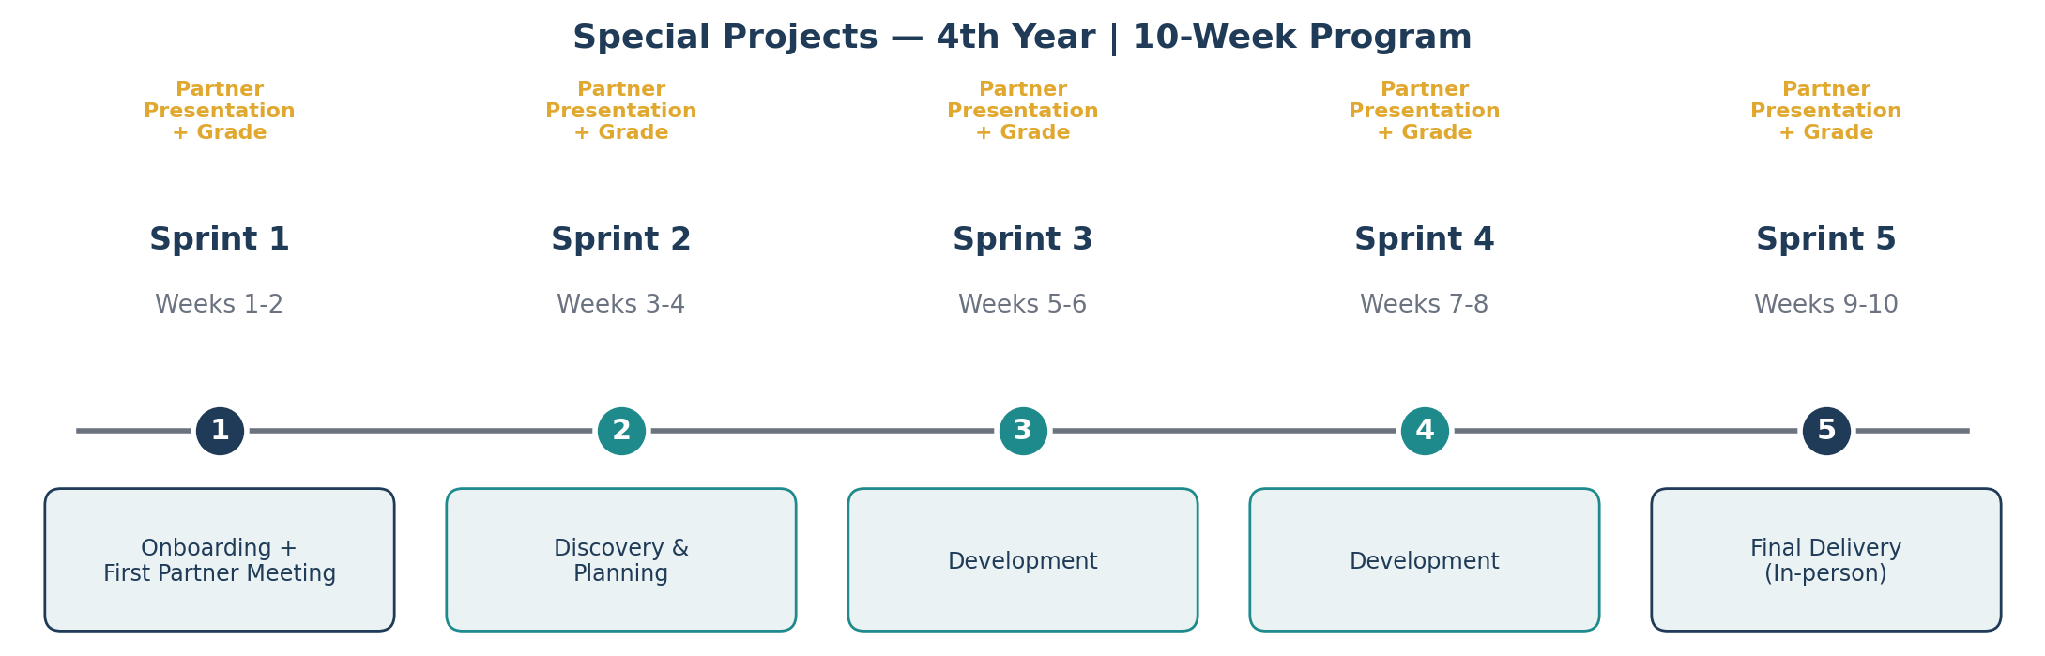 Special Projects — 4th Year | 10-Week Program
Partner
Presentation
+ Grade
Partner
Presentation
+ Grade
Partner
Presentation
+ Grade
Partner
Presentation
+ Grade
Partner
Presentation
+ Grade
Sprint 1
Sprint 2
Sprint 3
Sprint 4
Sprint 5
Weeks 1-2
Weeks 3-4
Weeks 5-6
Weeks 7-8
Weeks 9-10
1
2
3
4
5
Onboarding +
First Partner Meeting
Discovery &
Planning
Development
Development
Final Delivery
(In-person)